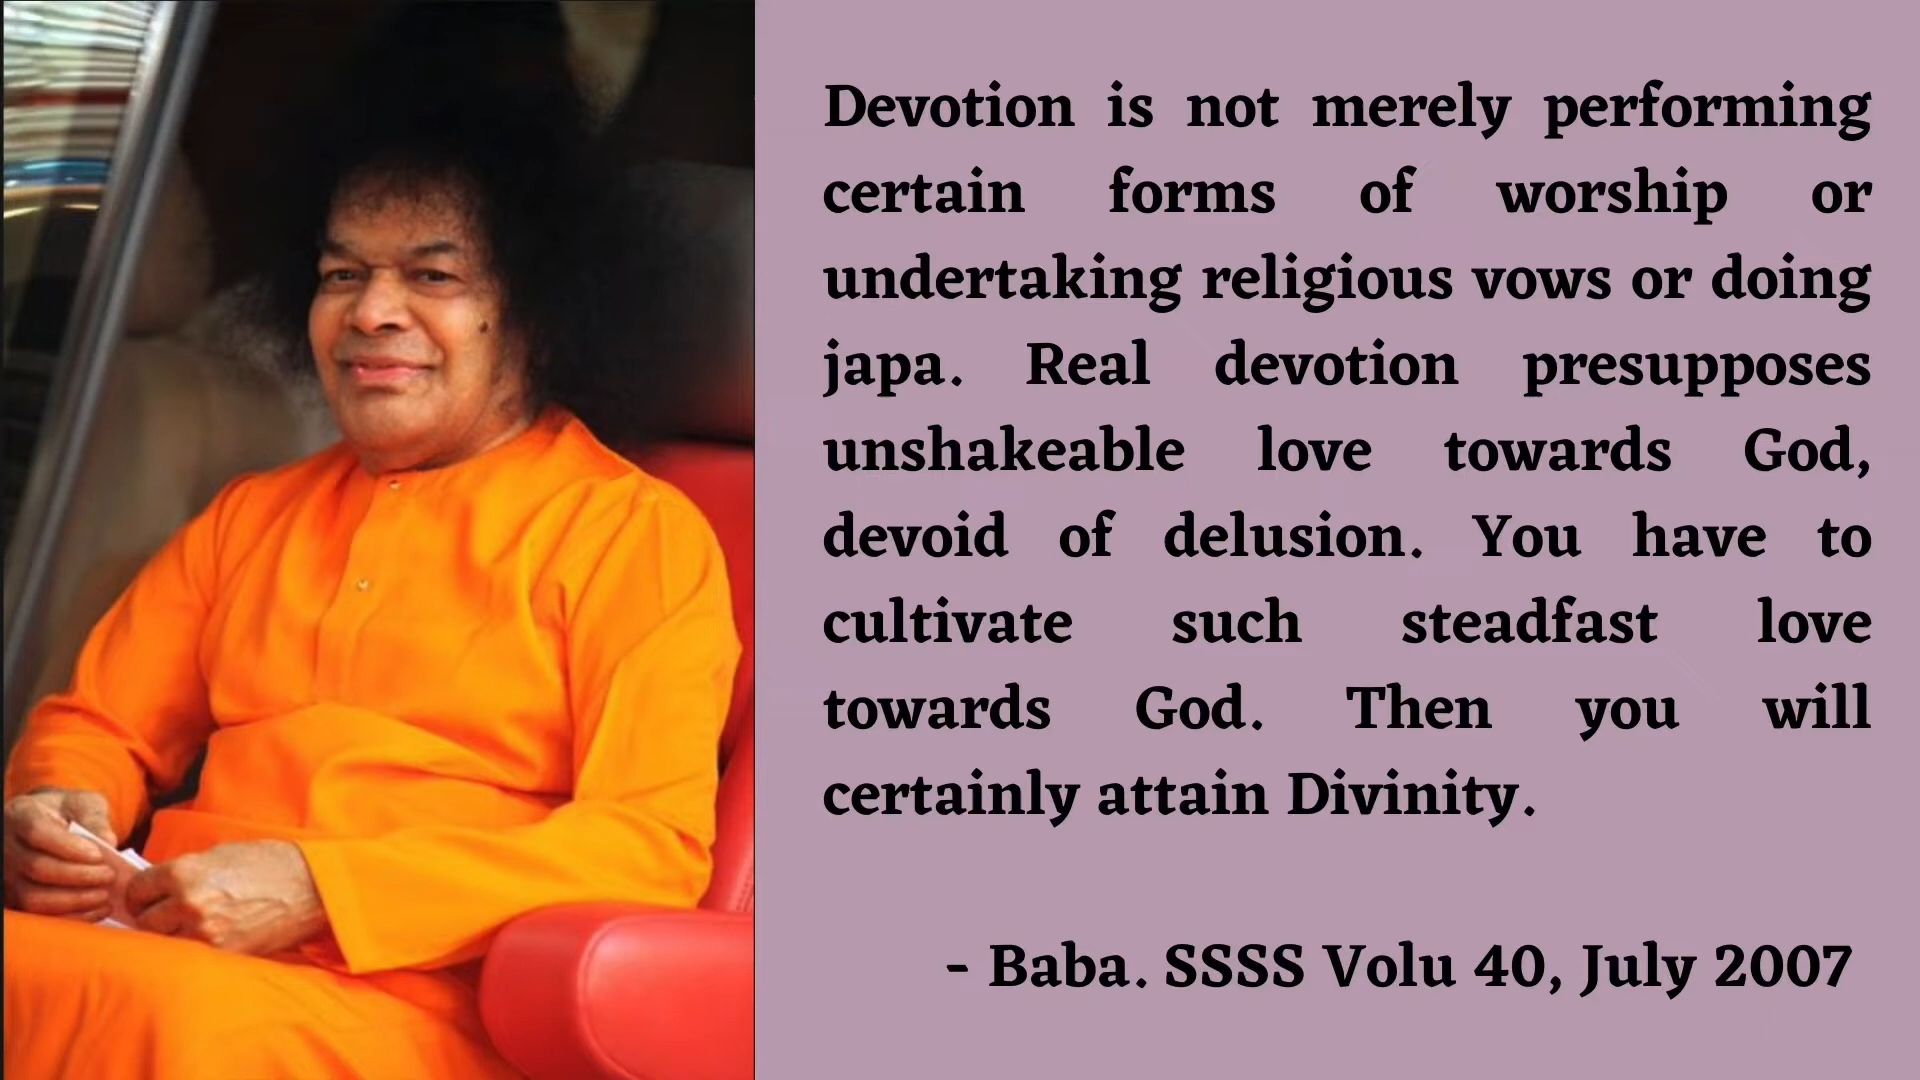 Devotion is not merely performing
certain forms of worship or
undertaking religious vows or doing
japa. Real devotion presupposes
unshakeable love towards God,
devoid of delusion. You have to
cultivate such steadfast love
towards God. Then you will
certainly attain Divinity.
- Baba. SSSS Volu 40, July 2007